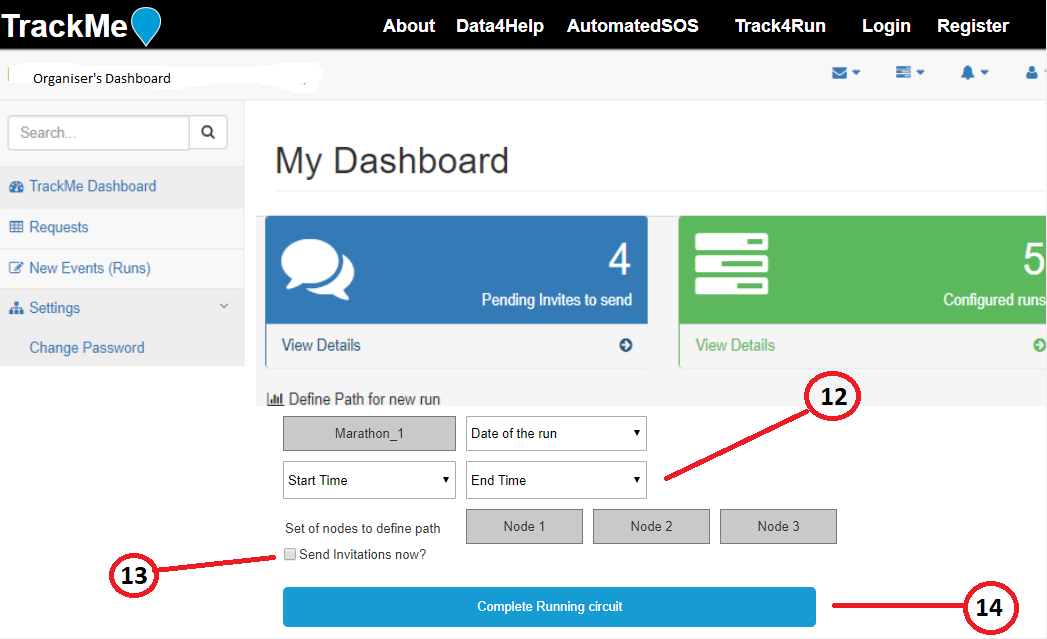 TrackMe About Data4Help AutomatedSOS Track4Run Login Register
Organiser's Dashboard
Search...
TrackMe Dashboard
Requests
New Events (Runs)
Settings
Change Password
My Dashboard
4
Pending Invites to send
View Details
5
Configured runs
View Details
Define Path for new run
12
Marathon_1 Date of the run
Start Time End Time
Set of nodes to define path Node 1 Node 2 Node 3
Send Invitations now?
13
Complete Running circuit
14